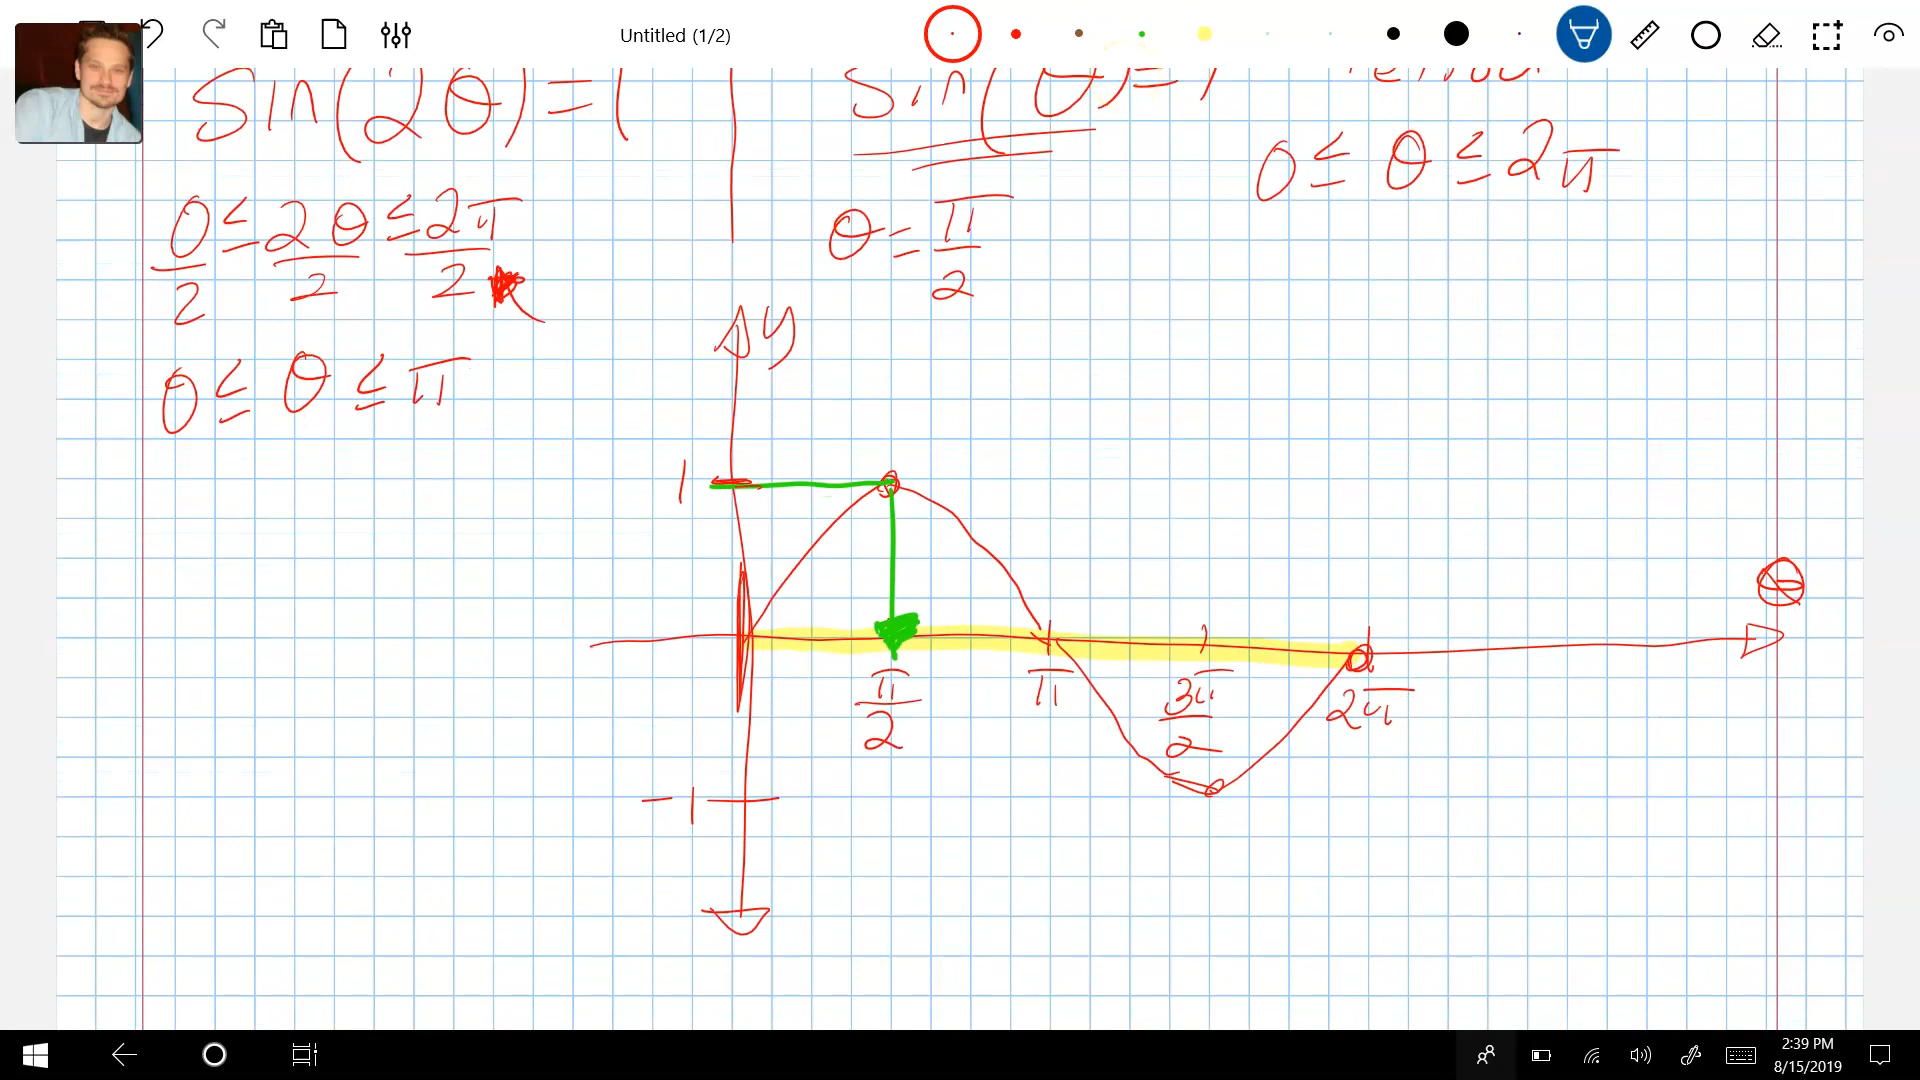 Untitled (1/2)
Sin(2θ)=1
Sin(θ)=1
0 ≤ θ ≤ 2π
0/2 ≤ 2θ/2 ≤ 2π/2
θ = π/2
0 ≤ θ ≤ π
y
1
θ
π/2
π
3π/2
2π
-1
2:39 PM
8/15/2019